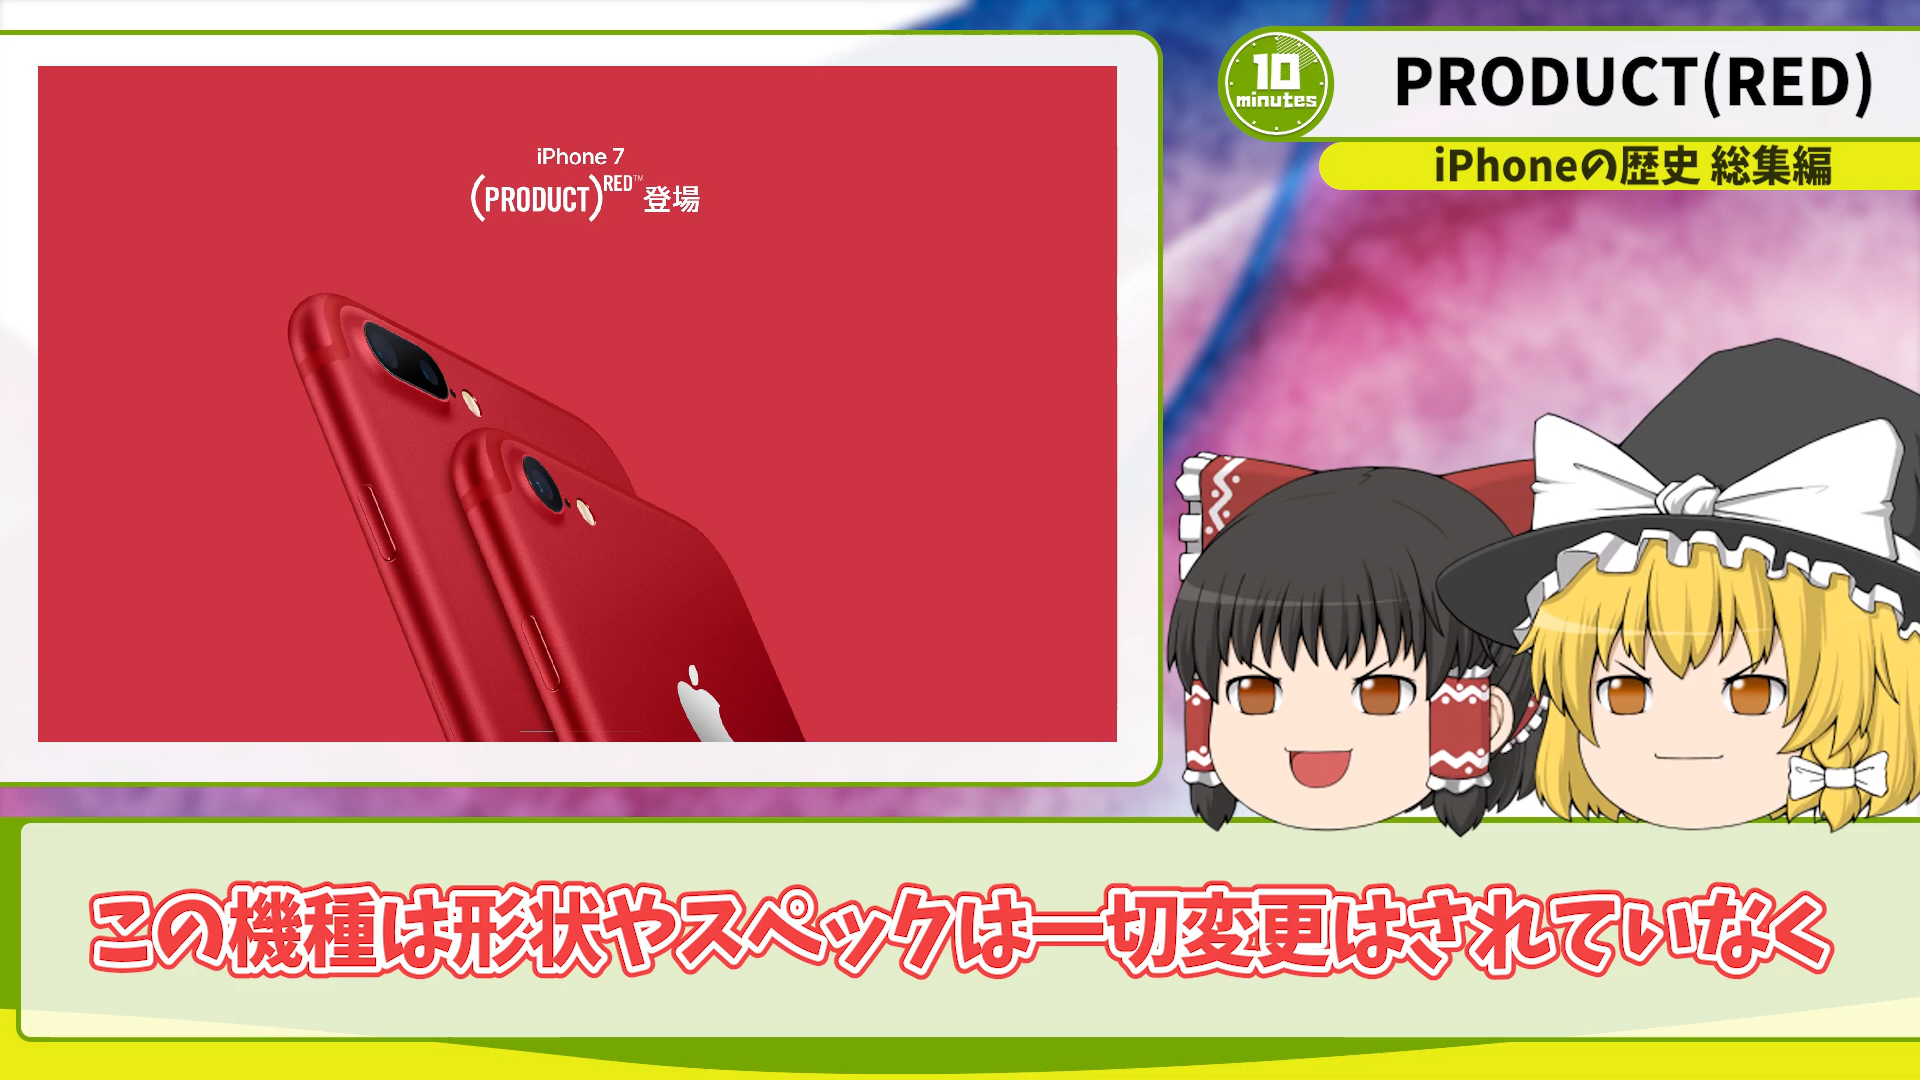 iPhone 7
(PRODUCT)RED™ 登場
10
minutes
PRODUCT(RED)
iPhoneの歴史 総集編
この機種は形状やスペックは一切変更はされていなく